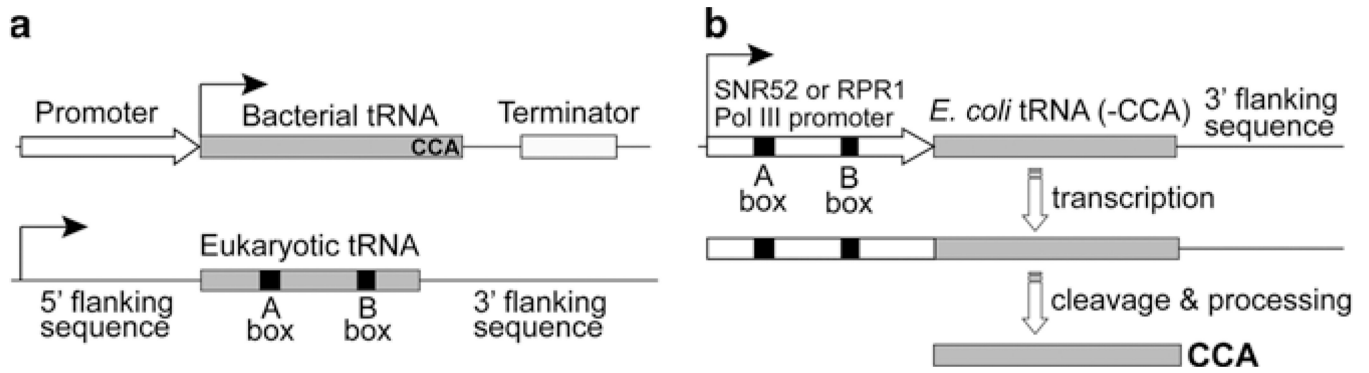 a
Promoter
Bacterial tRNA
Terminator
CCA
Eukaryotic tRNA
5' flanking
sequence
A
box
B
box
3' flanking
sequence
b
SNR52 or RPR1
Pol III promoter
E. coli tRNA (-CCA)
3' flanking
sequence
A
box
B
box
transcription
cleavage & processing
CCA